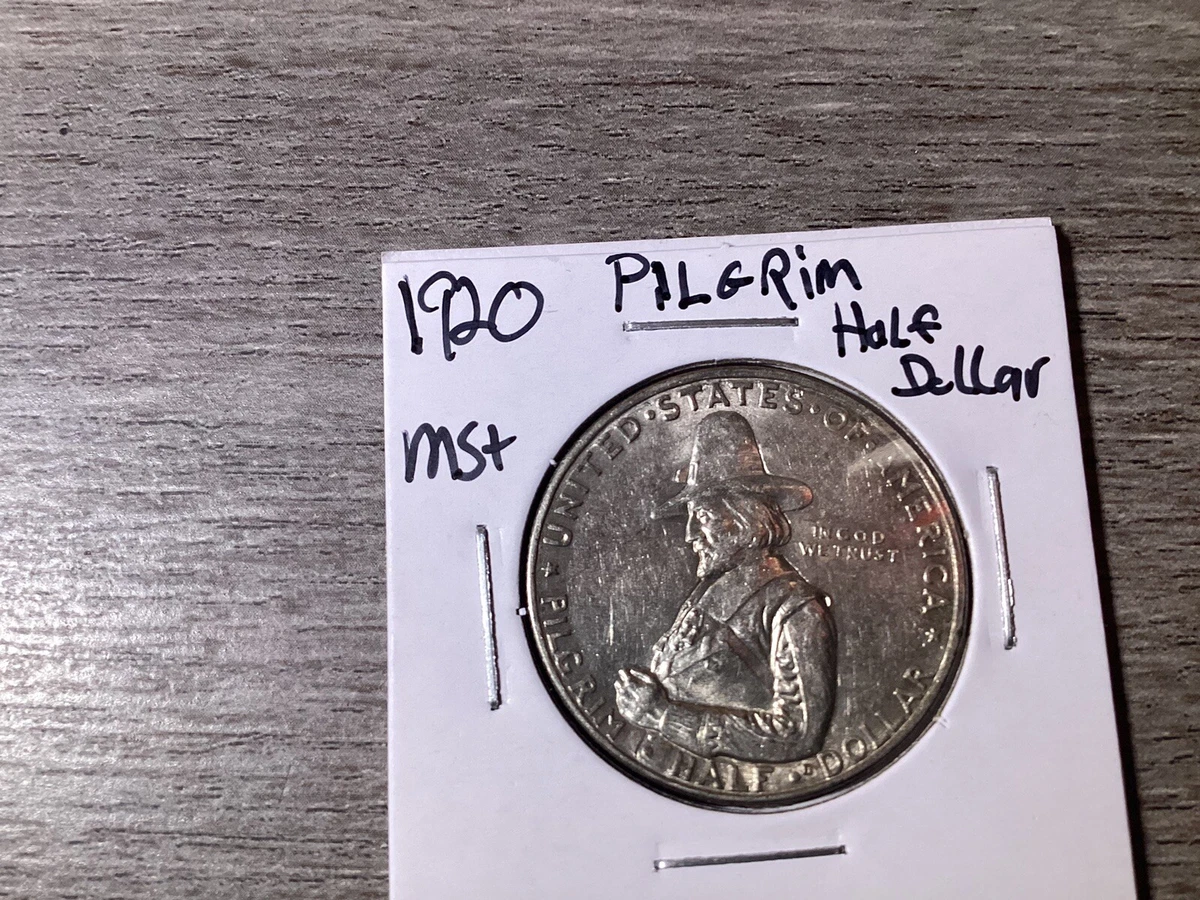 1920 PILGRim
Half
Dollar
MS+
UNITED·STATES·OF AMERICA
IN GOD
WE TRUST
PILGRIM HALF DOLLAR